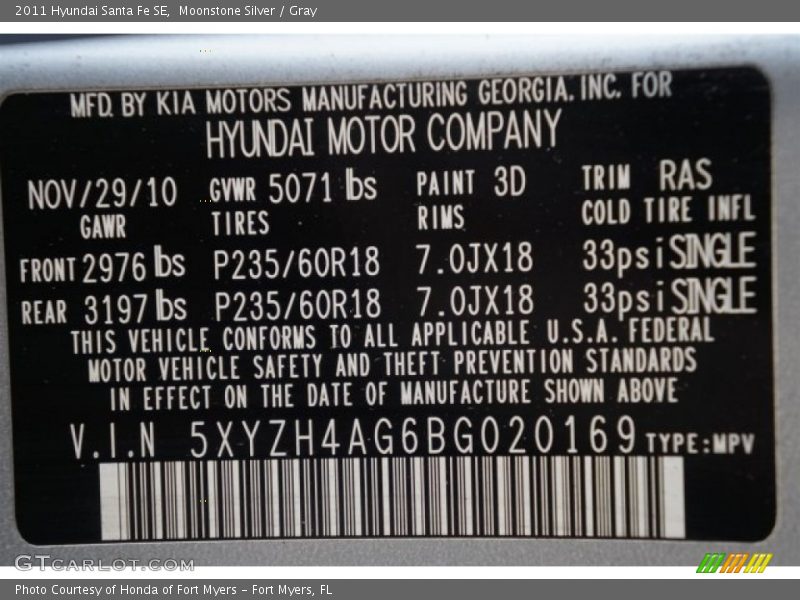 2011 Hyundai Santa Fe SE, Moonstone Silver / Gray
MFD. BY KIA MOTORS MANUFACTURING GEORGIA. INC. FOR
HYUNDAI MOTOR COMPANY
NOV/29/10 GVWR 5071 lbs PAINT 3D TRIM RAS
GAWR TIRES RIMS COLD TIRE INFL
FRONT 2976 lbs P235/60R18 7.0JX18 33psi SINGLE
REAR 3197 lbs P235/60R18 7.0JX18 33psi SINGLE
THIS VEHICLE CONFORMS TO ALL APPLICABLE U.S.A. FEDERAL
MOTOR VEHICLE SAFETY AND THEFT PREVENTION STANDARDS
IN EFFECT ON THE DATE OF MANUFACTURE SHOWN ABOVE
V.I.N 5XYZH4AG6BG020169 TYPE:MPV
GTCARLOT.COM
Photo Courtesy of Honda of Fort Myers - Fort Myers, FL